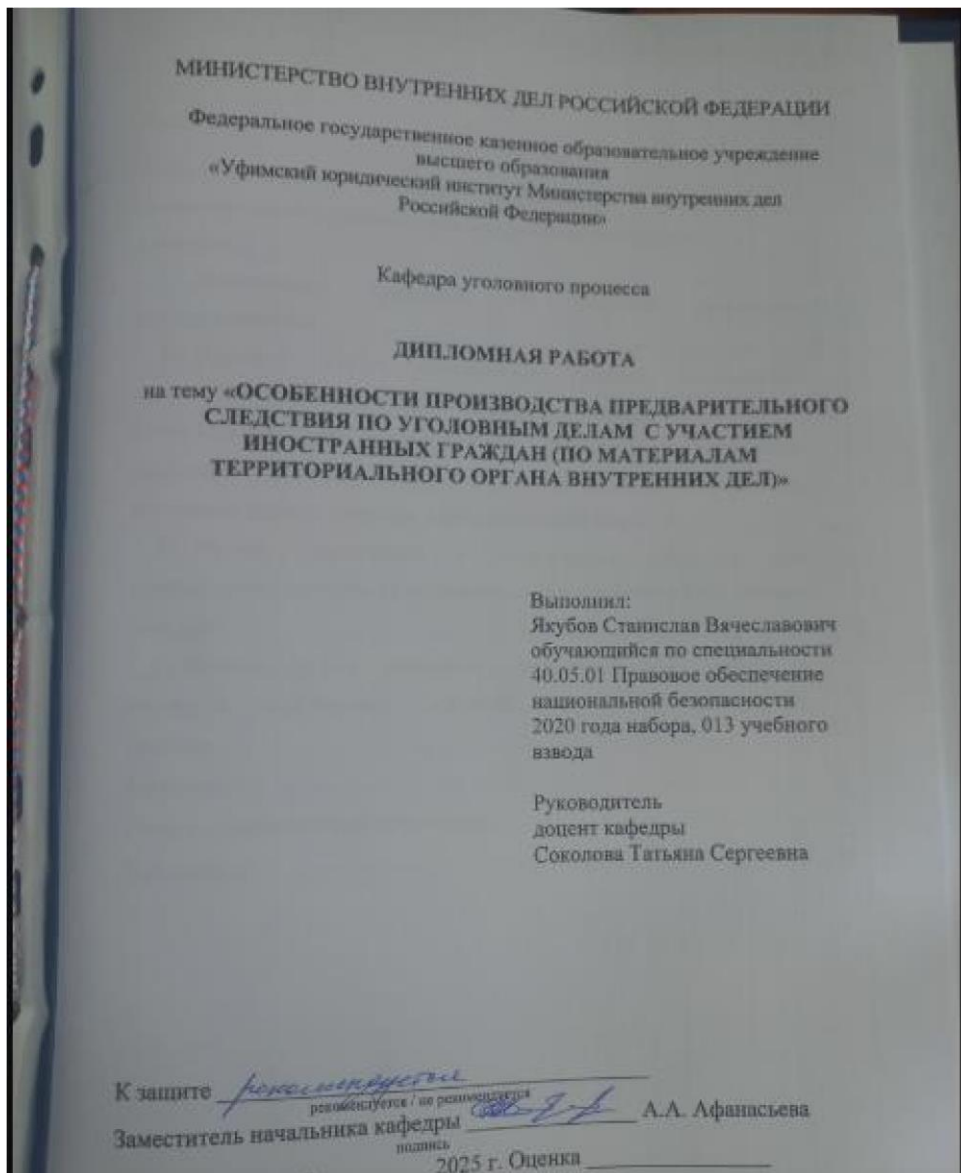 МИНИСТЕРСТВО ВНУТРЕННИХ ДЕЛ РОССИЙСКОЙ ФЕДЕРАЦИИ
Федеральное государственное казенное образовательное учреждение
высшего образования
«Уфимский юридический институт Министерства внутренних дел
Российской Федерации»
Кафедра уголовного процесса
ДИПЛОМНАЯ РАБОТА
на тему «ОСОБЕННОСТИ ПРОИЗВОДСТВА ПРЕДВАРИТЕЛЬНОГО
СЛЕДСТВИЯ ПО УГОЛОВНЫМ ДЕЛАМ С УЧАСТИЕМ
ИНОСТРАННЫХ ГРАЖДАН (ПО МАТЕРИАЛАМ
ТЕРРИТОРИАЛЬНОГО ОРГАНА ВНУТРЕННИХ ДЕЛ)»
Выполнил:
Якубов Станислав Вячеславович
обучающийся по специальности
40.05.01 Правовое обеспечение
национальной безопасности
2020 года набора, 013 учебного
взвода
Руководитель
доцент кафедры
Соколова Татьяна Сергеевна
К защите рекомендуется
рекомендуется / не рекомендуется
Заместитель начальника кафедры А.А. Афанасьева
подпись
2025 г. Оценка